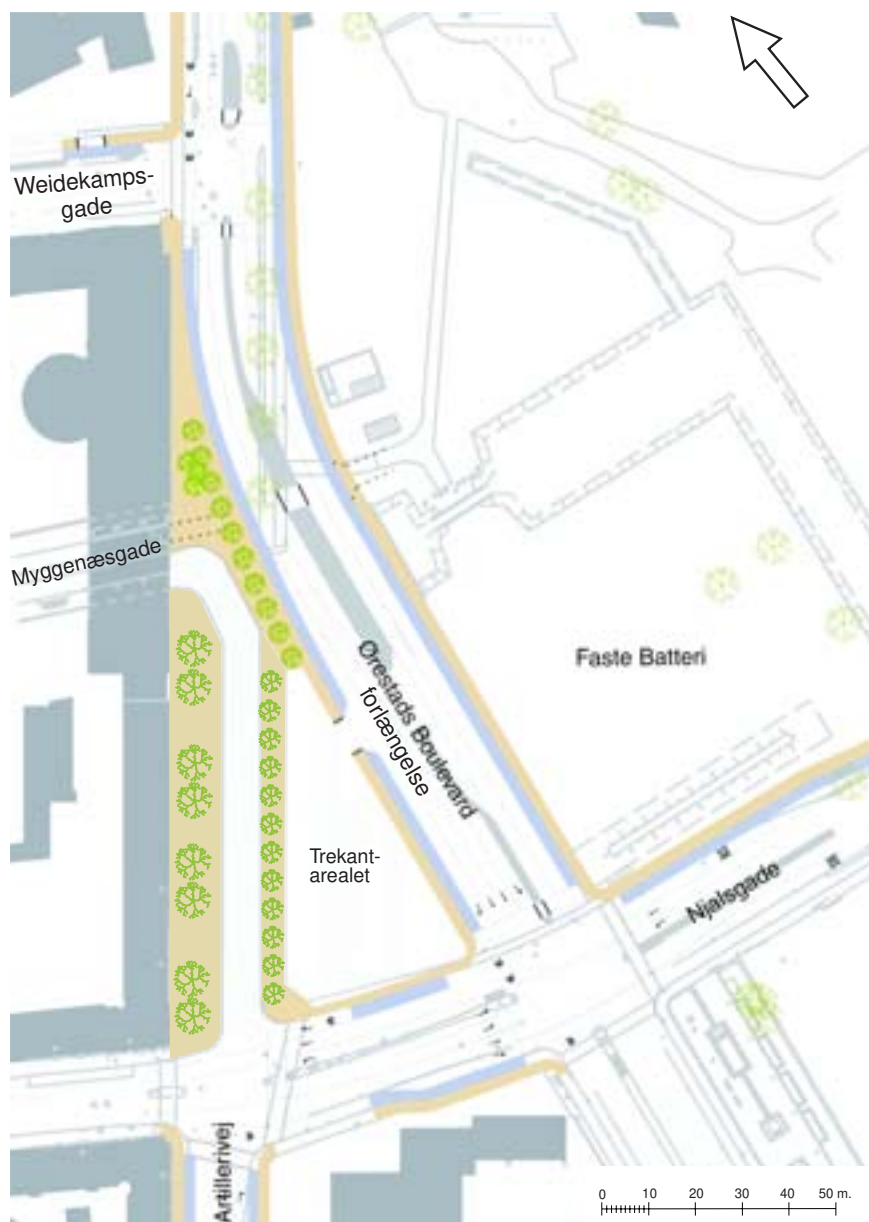 Weidekamps-
gade
Myggenæsgade
Ørestads Boulevard
forlængelse
Faste Batteri
Trekant-
arealet
Njalsgade
Artillerivej
0 10 20 30 40 50 m.